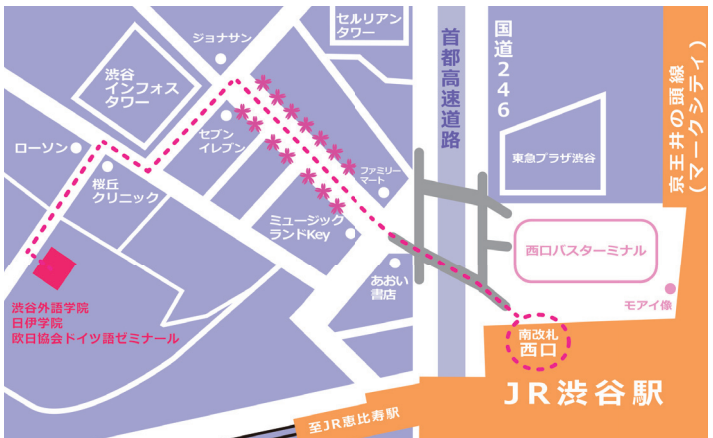 ジョナサン
セルリアン
タワー
首都高速道路
国道246
京王井の頭線
(マークシティ)
渋谷
インフォス
タワー
ローソン
セブン
イレブン
東急プラザ渋谷
桜丘
クリニック
ファミリー
マート
ミュージック
ランドKey
西口バスターミナル
あおい
書店
モアイ像
渋谷外語学院
日伊学院
欧日協会ドイツ語ゼミナール
南改札
西口
JR渋谷駅
至JR恵比寿駅